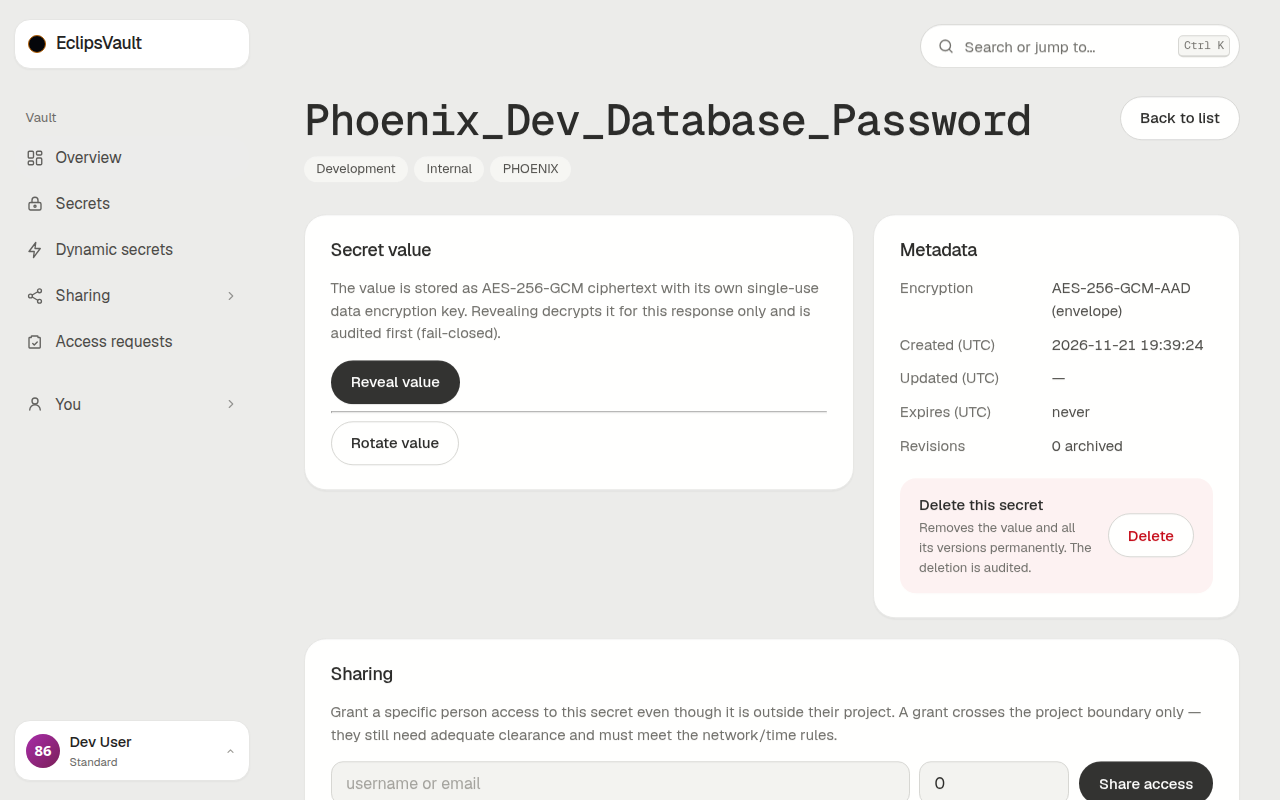 EclipsVault
Search or jump to...
Ctrl K
Vault
Overview
Secrets
Dynamic secrets
Sharing
Access requests
You
Phoenix_Dev_Database_Password
Back to list
Development
Internal
PHOENIX
Secret value
The value is stored as AES-256-GCM ciphertext with its own single-use
data encryption key. Revealing decrypts it for this response only and is
audited first (fail-closed).
Reveal value
Rotate value
Metadata
Encryption
AES-256-GCM-AAD
(envelope)
Created (UTC)
2026-11-21 19:39:24
Updated (UTC)
—
Expires (UTC)
never
Revisions
0 archived
Delete this secret
Removes the value and all
its versions permanently. The
deletion is audited.
Delete
Sharing
Grant a specific person access to this secret even though it is outside their project. A grant crosses the project boundary only —
they still need adequate clearance and must meet the network/time rules.
username or email
0
Share access
86
Dev User
Standard